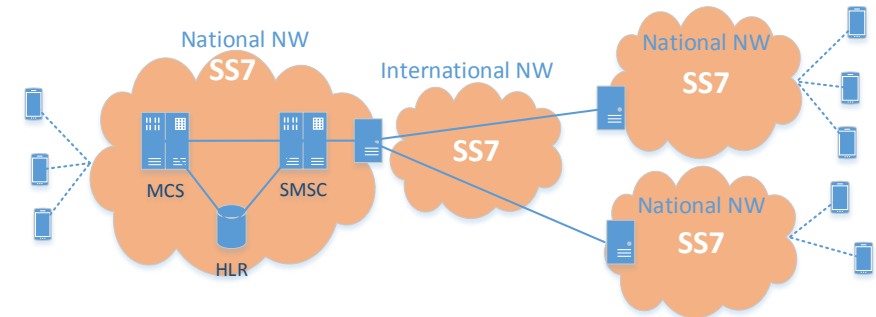 National NW
SS7
MCS
SMSC
HLR
International NW
SS7
National NW
SS7
National NW
SS7